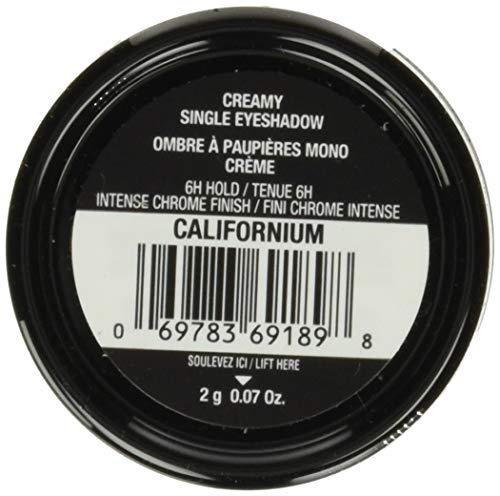 CREAMY
SINGLE EYESHADOW
OMBRE À PAUPIÈRES MONO
CRÈME
6H HOLD / TENUE 6H
INTENSE CHROME FINISH / FINI CHROME INTENSE
CALIFORNIUM
0 69783 69189 8
SOULEVEZ ICI / LIFT HERE
2 g 0.07 Oz.